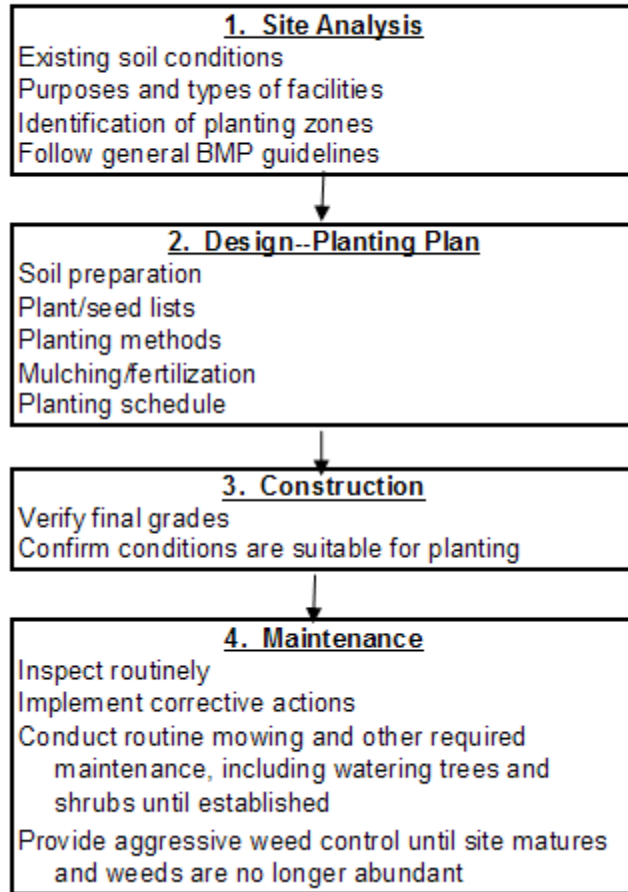 1. Site Analysis
Existing soil conditions
Purposes and types of facilities
Identification of planting zones
Follow general BMP guidelines
2. Design--Planting Plan
Soil preparation
Plant/seed lists
Planting methods
Mulching/fertilization
Planting schedule
3. Construction
Verify final grades
Confirm conditions are suitable for planting
4. Maintenance
Inspect routinely
Implement corrective actions
Conduct routine mowing and other required
maintenance, including watering trees and
shrubs until established
Provide aggressive weed control until site matures
and weeds are no longer abundant